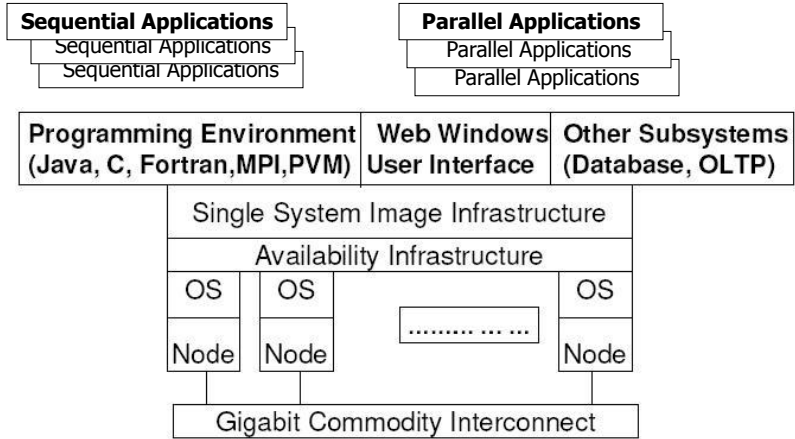 Sequential Applications
Sequential Applications
Sequential Applications
Parallel Applications
Parallel Applications
Parallel Applications
Programming Environment
(Java, C, Fortran,MPI,PVM)
Web Windows
User Interface
Other Subsystems
(Database, OLTP)
Single System Image Infrastructure
Availability Infrastructure
OS
OS
OS
......... ... ...
Node
Node
Node
Gigabit Commodity Interconnect